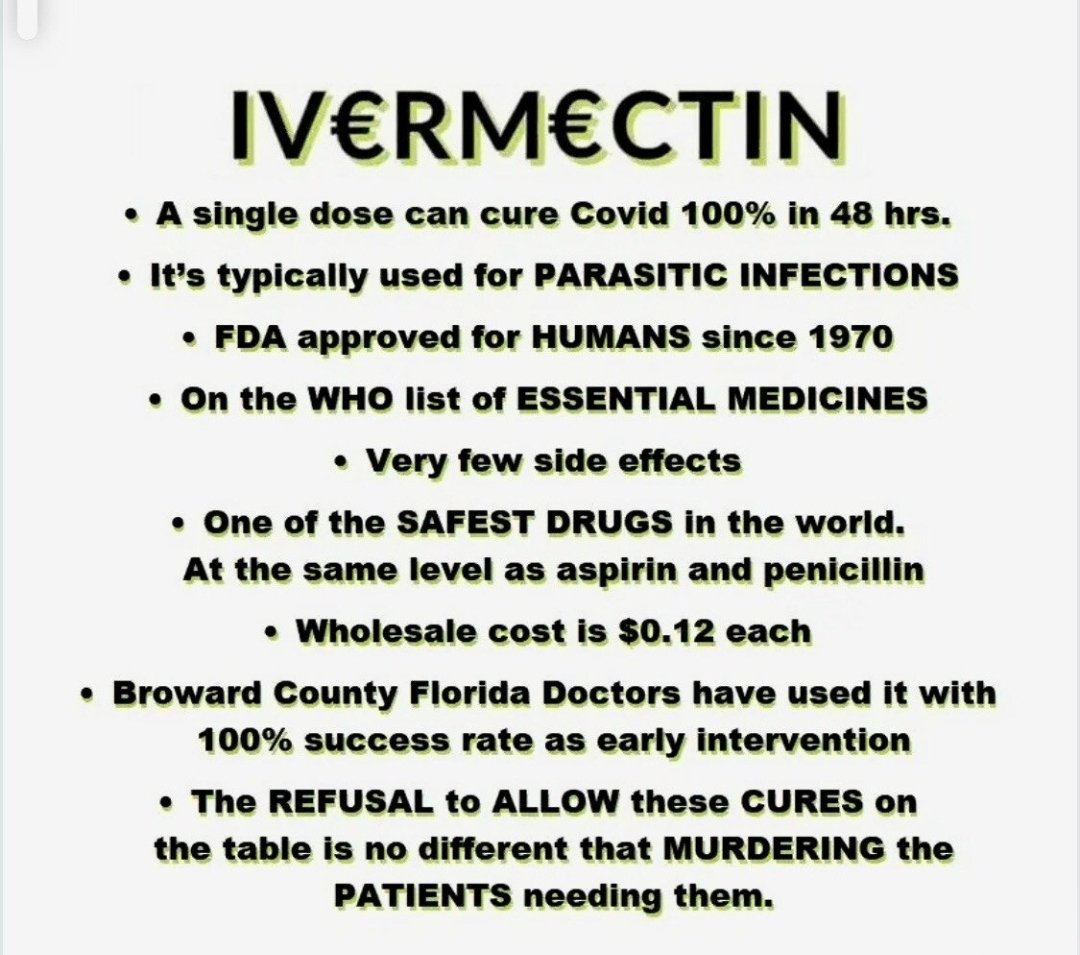 IV€RM€CTIN
• A single dose can cure Covid 100% in 48 hrs.
• It’s typically used for PARASITIC INFECTIONS
• FDA approved for HUMANS since 1970
• On the WHO list of ESSENTIAL MEDICINES
• Very few side effects
• One of the SAFEST DRUGS in the world.
At the same level as aspirin and penicillin
• Wholesale cost is $0.12 each
• Broward County Florida Doctors have used it with
100% success rate as early intervention
• The REFUSAL to ALLOW these CURES on
the table is no different that MURDERING the
PATIENTS needing them.